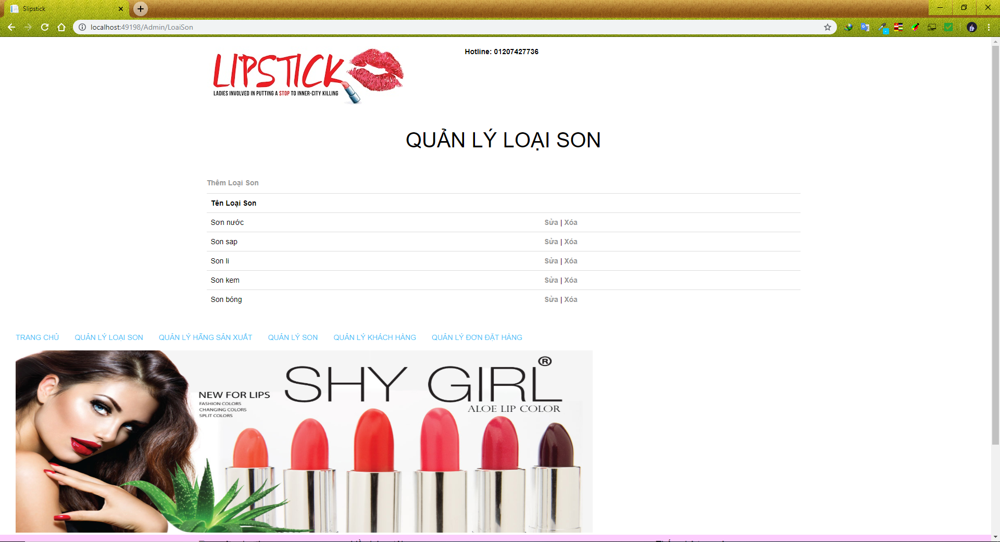 Slipstick
localhost:49198/Admin/LoaiSon
LIPSTICK
LADIES INVOLVED IN PUTTING A STOP TO INNER-CITY KILLING
Hotline: 01207427736
QUẢN LÝ LOẠI SON
Thêm Loại Son
Tên Loại Son
Sơn nước Sửa | Xóa
Son sap Sửa | Xóa
Son li Sửa | Xóa
Son kem Sửa | Xóa
Son bóng Sửa | Xóa
TRANG CHỦ QUẢN LÝ LOẠI SON QUẢN LÝ HÃNG SẢN XUẤT QUẢN LÝ SON QUẢN LÝ KHÁCH HÀNG QUẢN LÝ ĐƠN ĐẶT HÀNG
SHY GIRL®
ALOE LIP COLOR
NEW FOR LIPS
FASHION COLORS
CHANGING COLORS
SPLIT COLORS